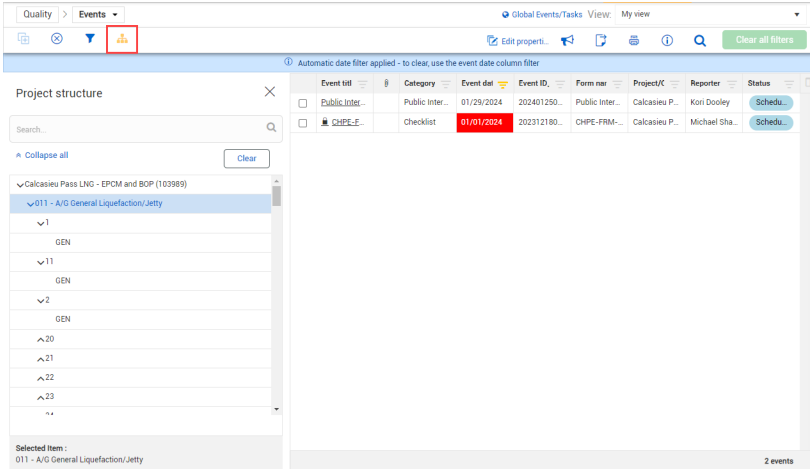 Quality > Events
Global Events/Tasks View: My view
Edit properti... Clear all filters
Automatic date filter applied - to clear, use the event date column filter
Project structure
Search...
Collapse all Clear
Calcasieu Pass LNG - EPCM and BOP (103989)
011 - A/G General Liquefaction/Jetty
1
GEN
11
GEN
2
GEN
20
21
22
23
Selected Item :
011 - A/G General Liquefaction/Jetty
Event titl Category Event dat Event ID, Form nar Project/C Reporter Status
Public Inter... Public Inter... 01/29/2024 202401250... Public Inter... Calcasieu P... Kori Dooley Schedu...
CHPE-F... Checklist 01/01/2024 202312180... CHPE-FRM-... Calcasieu P... Michael Sha... Schedu...
2 events